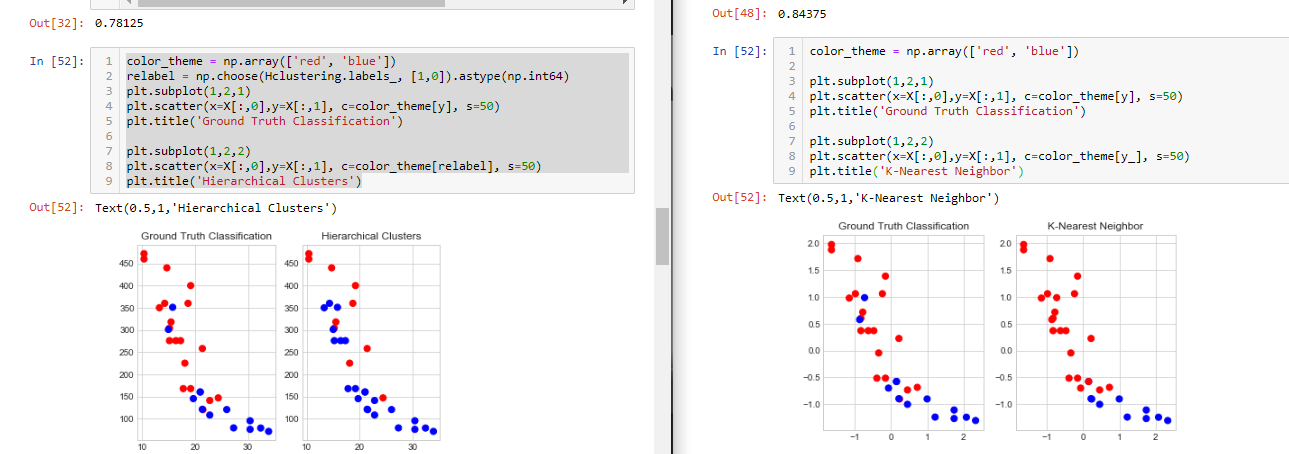 Out[32]: 0.78125
In [52]:
1 color_theme = np.array(['red', 'blue'])
2 relabel = np.choose(Hclustering.labels_, [1,0]).astype(np.int64)
3 plt.subplot(1,2,1)
4 plt.scatter(x=X[:,0],y=X[:,1], c=color_theme[y], s=50)
5 plt.title('Ground Truth Classification')
6
7 plt.subplot(1,2,2)
8 plt.scatter(x=X[:,0],y=X[:,1], c=color_theme[relabel], s=50)
9 plt.title('Hierarchical Clusters')
Out[52]: Text(0.5,1,'Hierarchical Clusters')
Ground Truth Classification
450
400
350
300
250
200
150
100
10 20 30
Hierarchical Clusters
450
400
350
300
250
200
150
100
10 20 30
Out[48]: 0.84375
In [52]:
1 color_theme = np.array(['red', 'blue'])
2
3 plt.subplot(1,2,1)
4 plt.scatter(x=X[:,0],y=X[:,1], c=color_theme[y], s=50)
5 plt.title('Ground Truth Classification')
6
7 plt.subplot(1,2,2)
8 plt.scatter(x=X[:,0],y=X[:,1], c=color_theme[y_], s=50)
9 plt.title('K-Nearest Neighbor')
Out[52]: Text(0.5,1,'K-Nearest Neighbor')
Ground Truth Classification
2.0
1.5
1.0
0.5
0.0
−0.5
−1.0
−1 0 1 2
K-Nearest Neighbor
2.0
1.5
1.0
0.5
0.0
−0.5
−1.0
−1 0 1 2